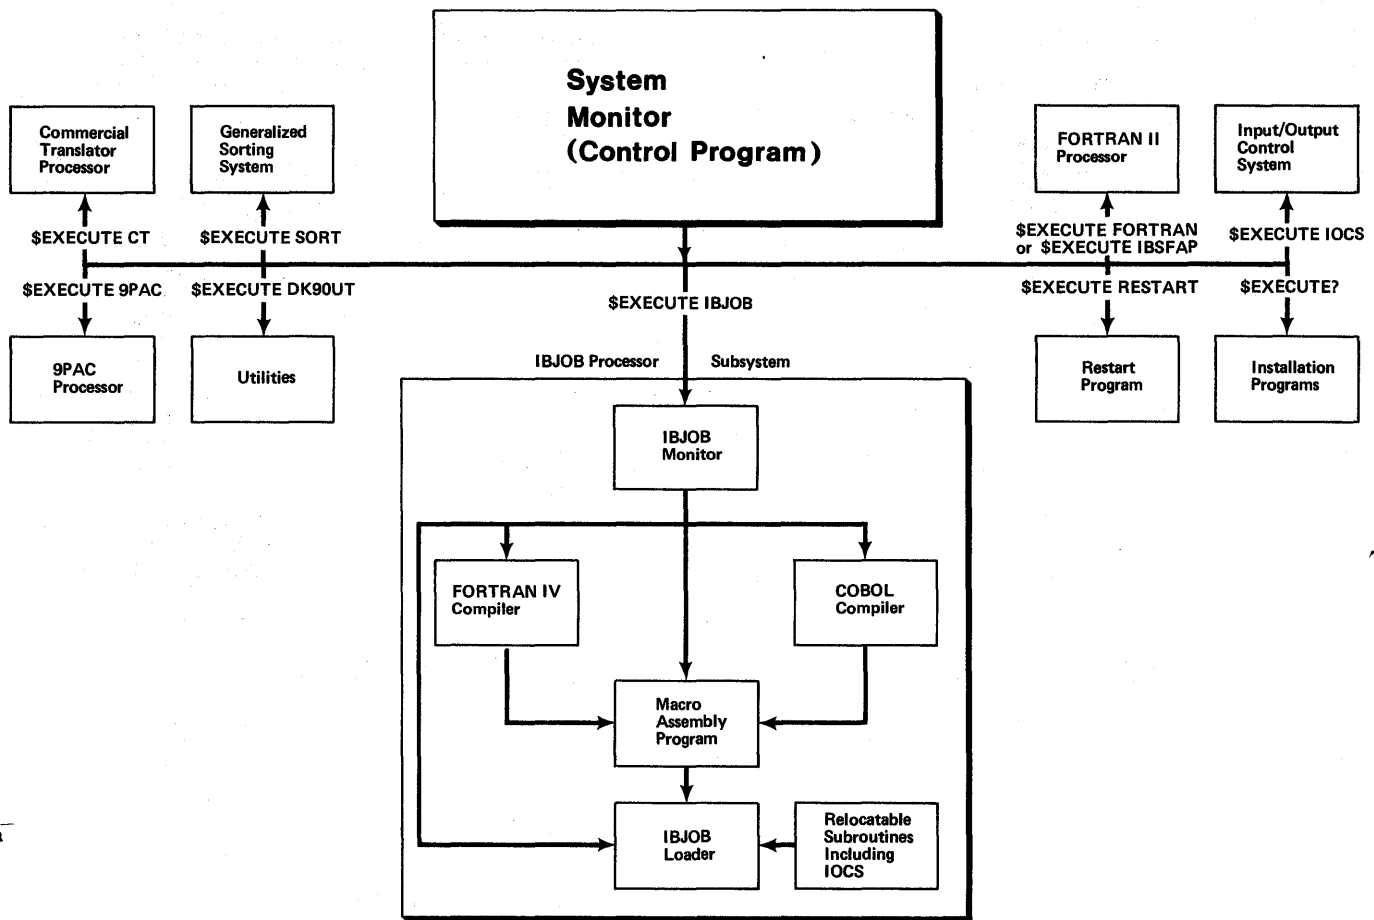 System
Monitor
(Control Program)
Commercial
Translator
Processor
Generalized
Sorting
System
FORTRAN II
Processor
Input/Output
Control
System
$EXECUTE CT
$EXECUTE SORT
$EXECUTE FORTRAN
or $EXECUTE IBSFAP
$EXECUTE IOCS
$EXECUTE 9PAC
$EXECUTE DK90UT
$EXECUTE IBJOB
$EXECUTE RESTART
$EXECUTE?
9PAC
Processor
Utilities
IBJOB Processor Subsystem
Restart
Program
Installation
Programs
IBJOB
Monitor
FORTRAN IV
Compiler
COBOL
Compiler
Macro
Assembly
Program
IBJOB
Loader
Relocatable
Subroutines
Including
IOCS